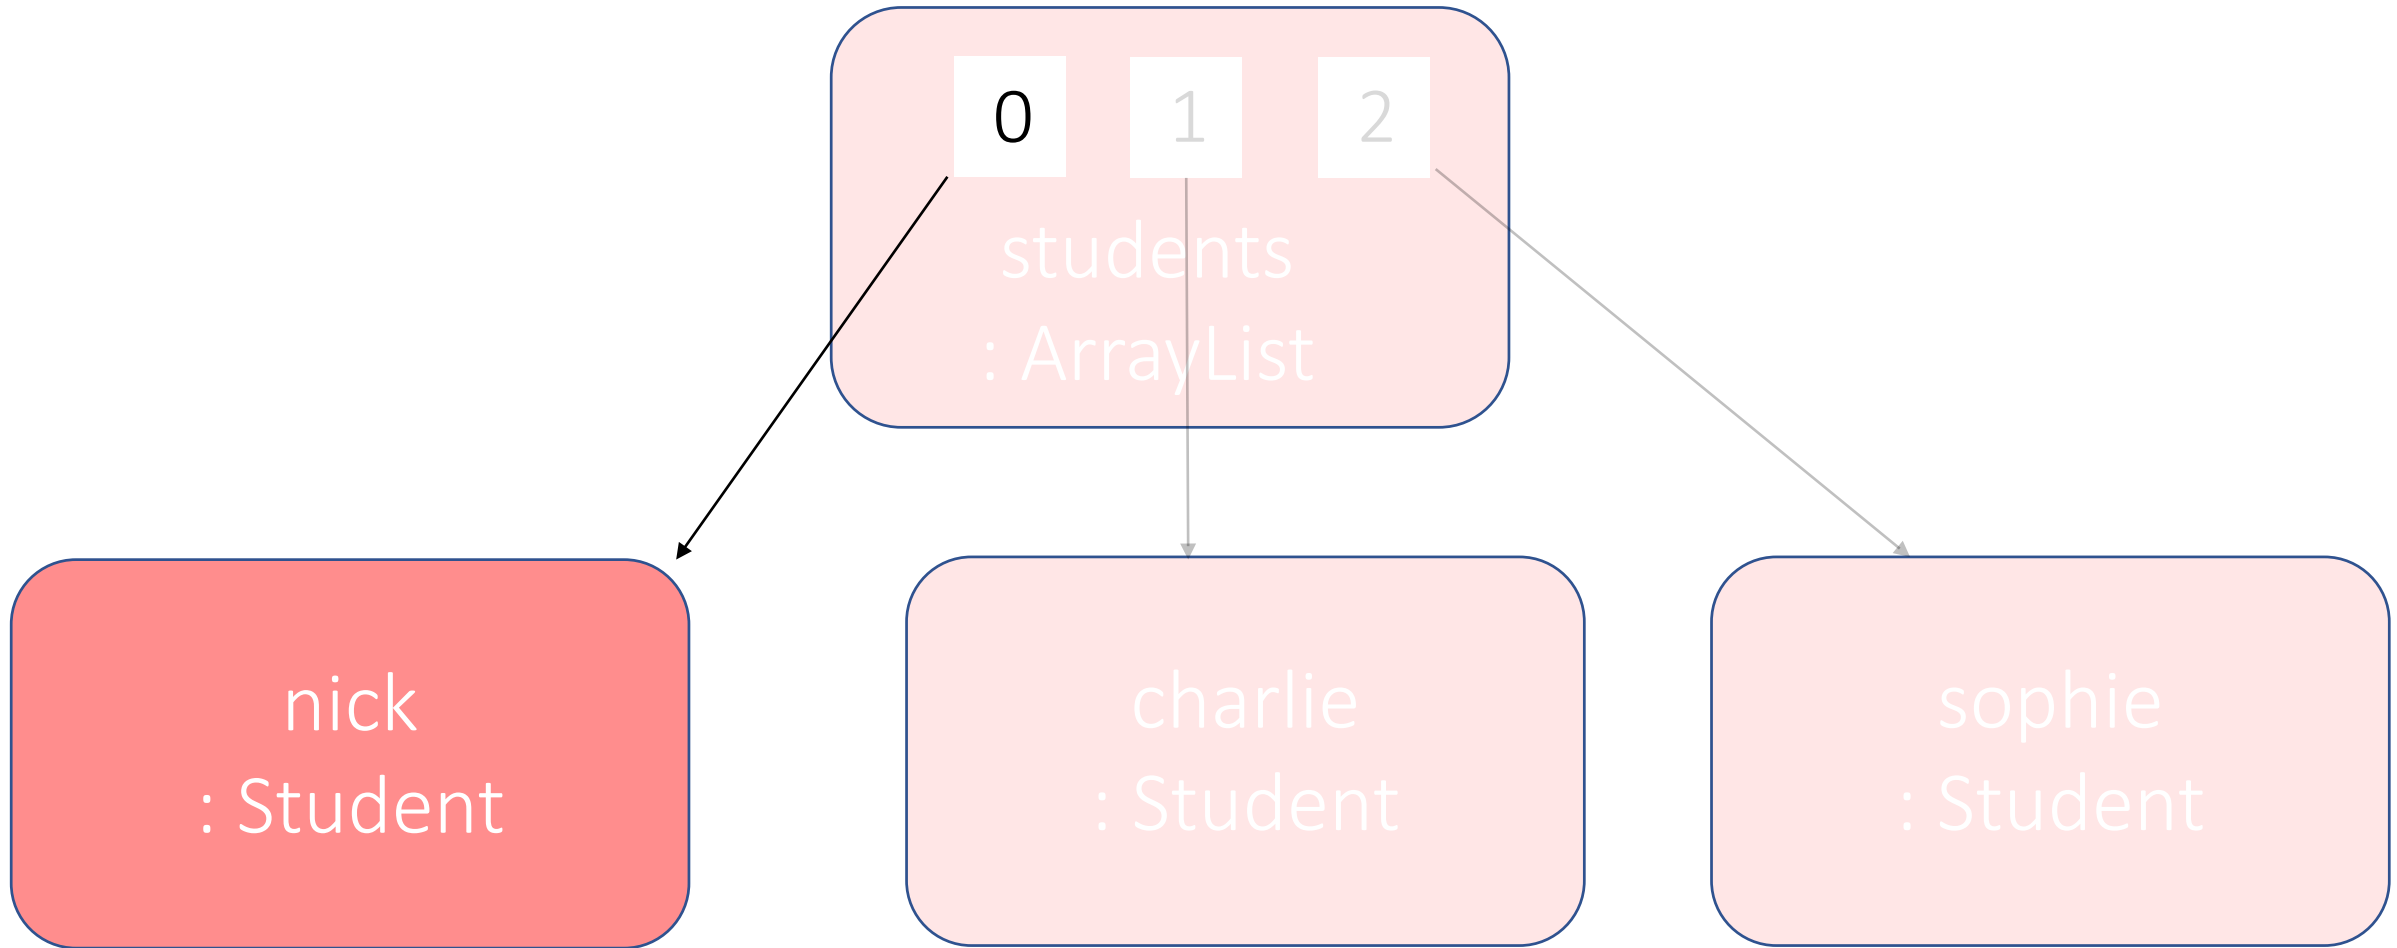 0 1 2
students
: ArrayList
nick
: Student
charlie
: Student
sophie
: Student